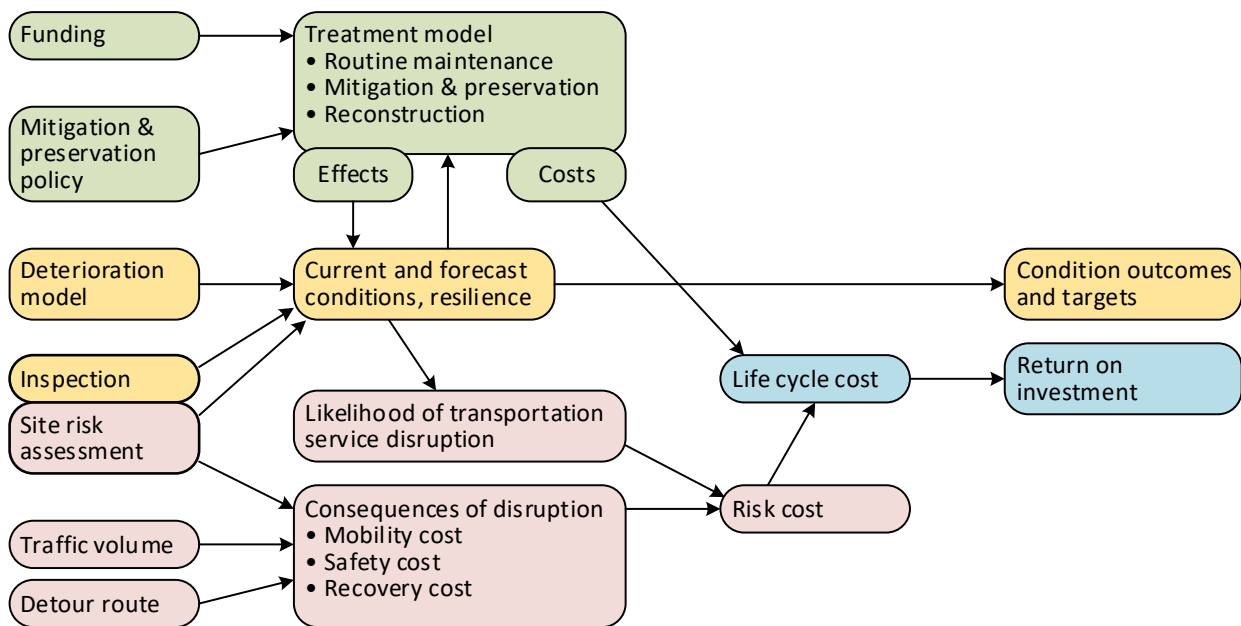 Funding
Treatment model
• Routine maintenance
• Mitigation & preservation
• Reconstruction
Mitigation &
preservation
policy
Effects
Costs
Deterioration
model
Current and forecast
conditions, resilience
Condition outcomes
and targets
Inspection
Site risk
assessment
Likelihood of transportation
service disruption
Life cycle cost
Return on
investment
Consequences of disruption
• Mobility cost
• Safety cost
• Recovery cost
Risk cost
Traffic volume
Detour route